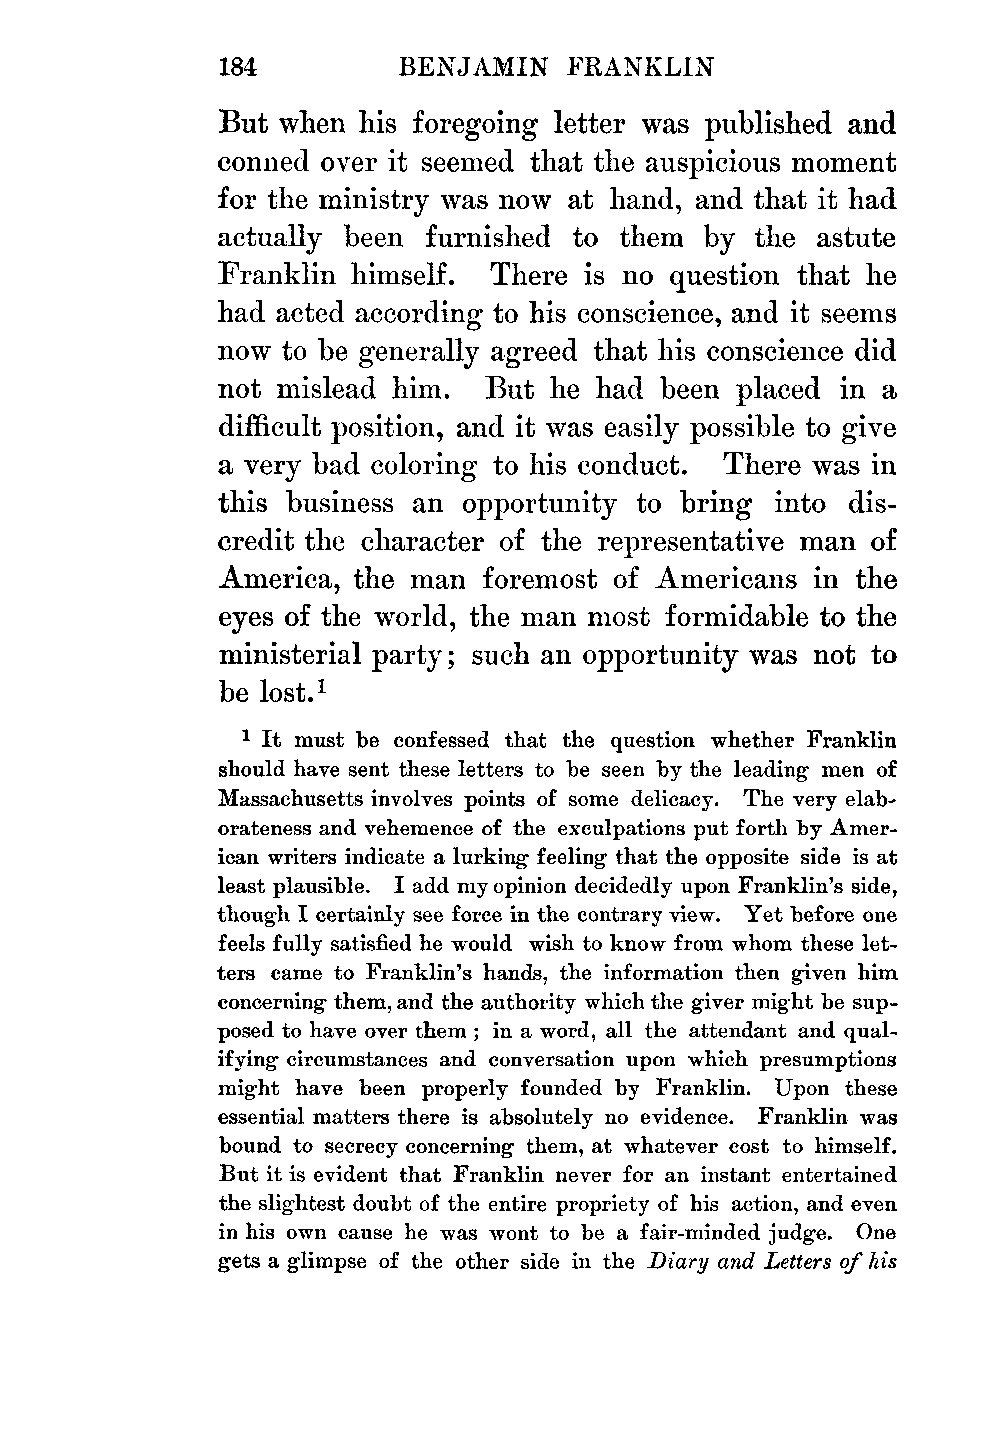 184 BENJAMIN FRANKLIN
But when his foregoing letter was published and
conned over it seemed that the auspicious moment
for the ministry was now at hand, and that it had
actually been furnished to them by the astute
Franklin himself. There is no question that he
had acted according to his conscience, and it seems
now to be generally agreed that his conscience did
not mislead him. But he had been placed in a
difficult position, and it was easily possible to give
a very bad coloring to his conduct. There was in
this business an opportunity to bring into dis-
credit the character of the representative man of
America, the man foremost of Americans in the
eyes of the world, the man most formidable to the
ministerial party; such an opportunity was not to
be lost.¹
¹ It must be confessed that the question whether Franklin
should have sent these letters to be seen by the leading men of
Massachusetts involves points of some delicacy. The very elab-
orateness and vehemence of the exculpations put forth by Amer-
ican writers indicate a lurking feeling that the opposite side is at
least plausible. I add my opinion decidedly upon Franklin's side,
though I certainly see force in the contrary view. Yet before one
feels fully satisfied he would wish to know from whom these let-
ters came to Franklin's hands, the information then given him
concerning them, and the authority which the giver might be sup-
posed to have over them; in a word, all the attendant and qual-
ifying circumstances and conversation upon which presumptions
might have been properly founded by Franklin. Upon these
essential matters there is absolutely no evidence. Franklin was
bound to secrecy concerning them, at whatever cost to himself.
But it is evident that Franklin never for an instant entertained
the slightest doubt of the entire propriety of his action, and even
in his own cause he was wont to be a fair-minded judge. One
gets a glimpse of the other side in the Diary and Letters of his